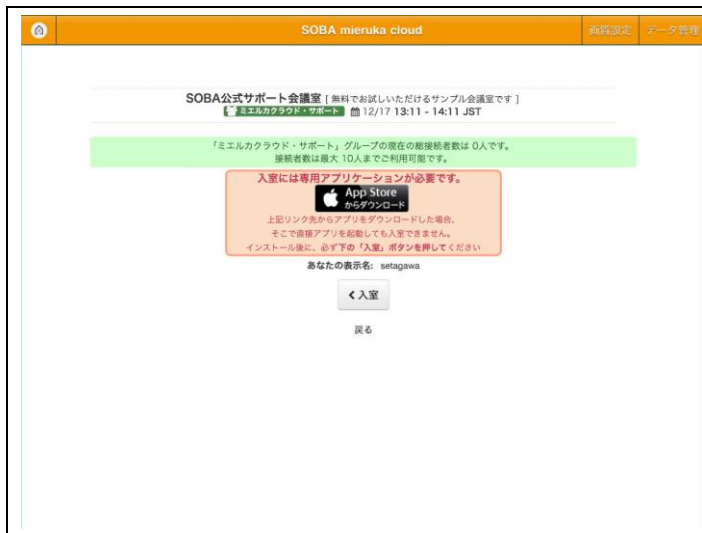 SOBA mieruka cloud
画質設定 データ管理
SOBA公式サポート会議室 [ 無料でお試しいただけるサンプル会議室です ]
ミエルカクラウド・サポート 12/17 13:11 - 14:11 JST
「ミエルカクラウド・サポート」グループの現在の総接続者数は 0人です。
接続者数は最大 10人までご利用可能です。
入室には専用アプリケーションが必要です。
App Store
からダウンロード
上記リンク先からアプリをダウンロードした場合、
そこで直接アプリを起動しても入室できません。
インストール後に、必ず下の「入室」ボタンを押してください
あなたの表示名: setagawa
入室
戻る